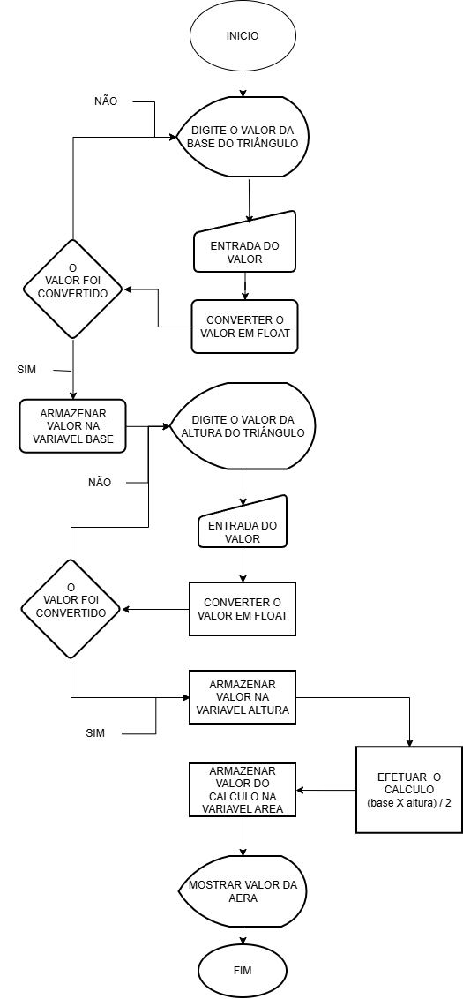 INICIO
NÃO
DIGITE O VALOR DA
BASE DO TRIÂNGULO
ENTRADA DO
VALOR
O
VALOR FOI
CONVERTIDO
CONVERTER O
VALOR EM FLOAT
SIM
ARMAZENAR
VALOR NA
VARIAVEL BASE
DIGITE O VALOR DA
ALTURA DO TRIÂNGULO
NÃO
ENTRADA DO
VALOR
O
VALOR FOI
CONVERTIDO
CONVERTER O
VALOR EM FLOAT
ARMAZENAR
VALOR NA
VARIAVEL ALTURA
SIM
EFETUAR O
CALCULO
(base X altura) / 2
ARMAZENAR
VALOR DO
CALCULO NA
VARIAVEL AREA
MOSTRAR VALOR DA
AERA
FIM